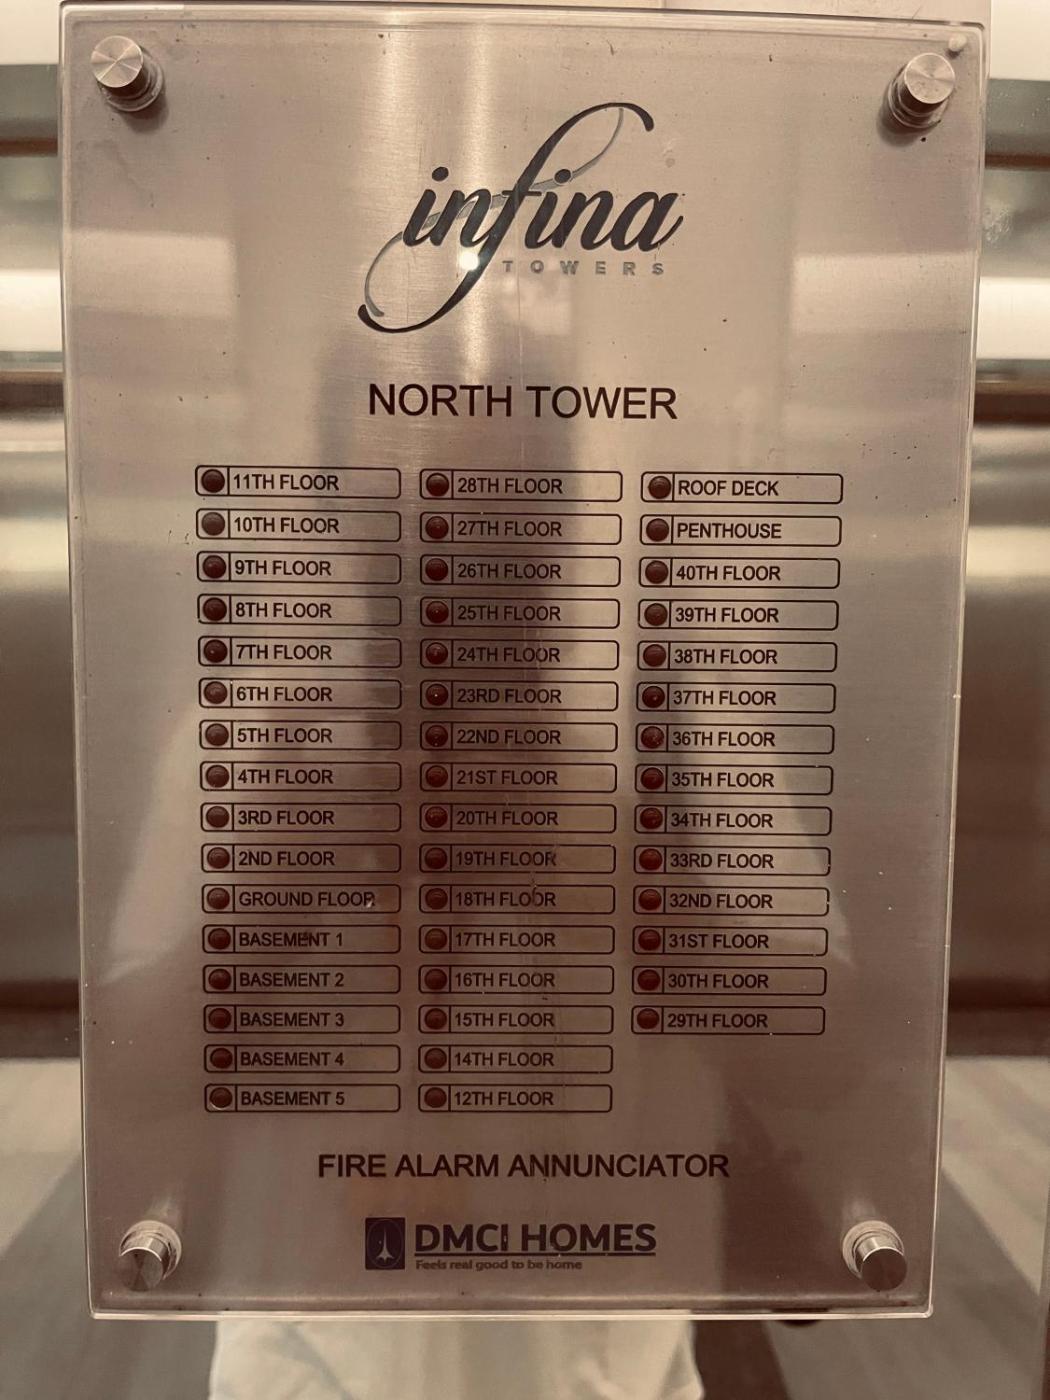 infina
TOWERS
NORTH TOWER
11TH FLOOR
10TH FLOOR
9TH FLOOR
8TH FLOOR
7TH FLOOR
6TH FLOOR
5TH FLOOR
4TH FLOOR
3RD FLOOR
2ND FLOOR
GROUND FLOOR
BASEMENT 1
BASEMENT 2
BASEMENT 3
BASEMENT 4
BASEMENT 5
28TH FLOOR
27TH FLOOR
26TH FLOOR
25TH FLOOR
24TH FLOOR
23RD FLOOR
22ND FLOOR
21ST FLOOR
20TH FLOOR
19TH FLOOR
18TH FLOOR
17TH FLOOR
16TH FLOOR
15TH FLOOR
14TH FLOOR
12TH FLOOR
ROOF DECK
PENTHOUSE
40TH FLOOR
39TH FLOOR
38TH FLOOR
37TH FLOOR
36TH FLOOR
35TH FLOOR
34TH FLOOR
33RD FLOOR
32ND FLOOR
31ST FLOOR
30TH FLOOR
29TH FLOOR
FIRE ALARM ANNUNCIATOR
DMCI HOMES
Feels real good to be home